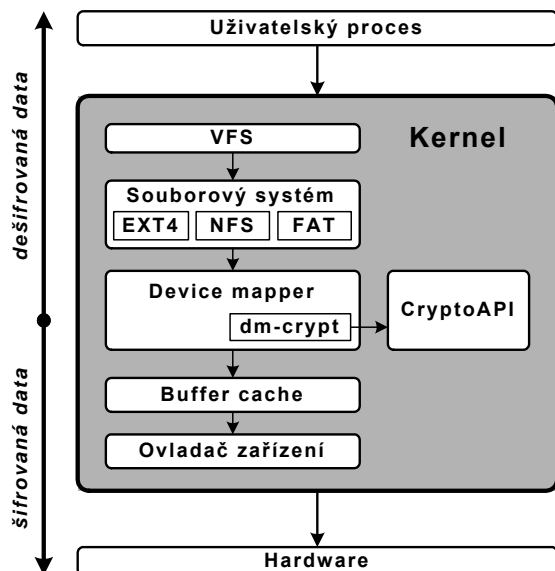 Uživatelský proces
Kernel
VFS
Souborový systém
EXT4 NFS FAT
Device mapper
dm-crypt
CryptoAPI
Buffer cache
Ovladač zařízení
Hardware
dešifrovaná data
šifrovaná data